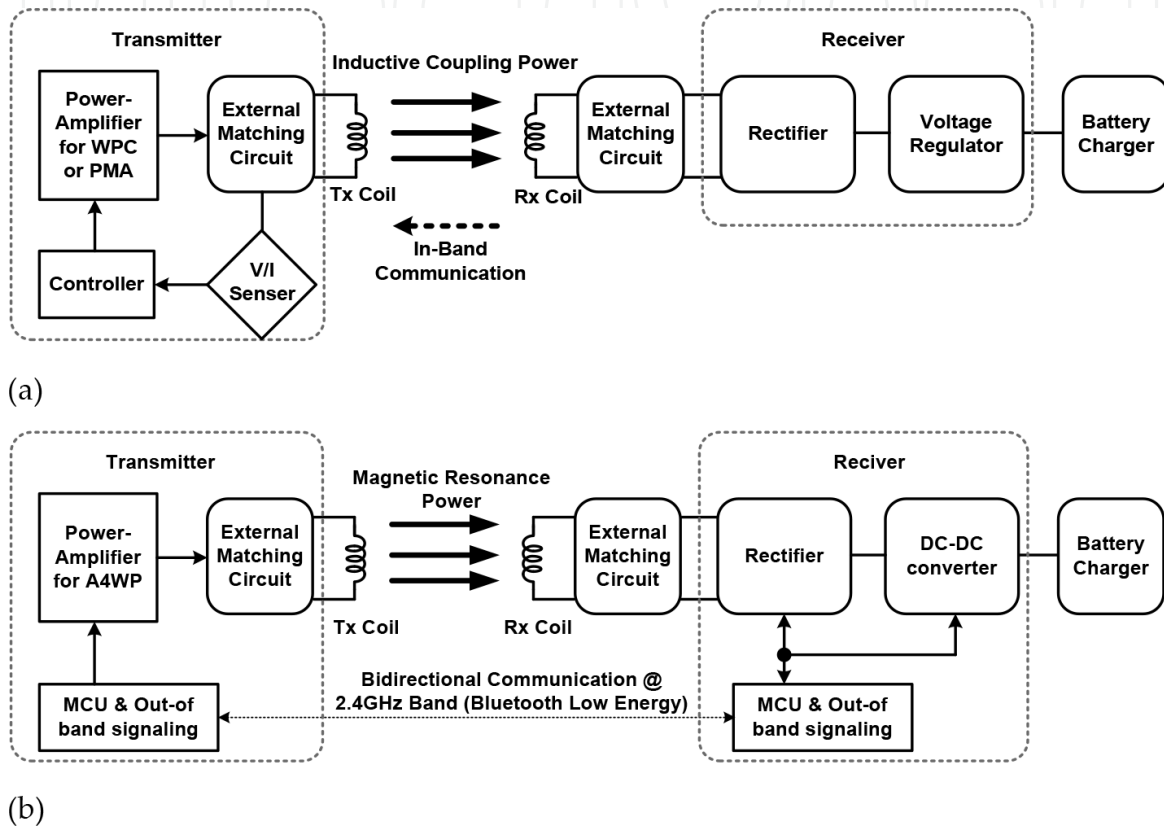 Transmitter
Receiver
Inductive Coupling Power
Power-
Amplifier
for WPC
or PMA
External
Matching
Circuit
Tx Coil
Rx Coil
External
Matching
Circuit
Rectifier
Voltage
Regulator
Battery
Charger
In-Band
Communication
Controller
V/I
Senser
(a)
Transmitter
Reciver
Magnetic Resonance
Power
Power-
Amplifier
for A4WP
External
Matching
Circuit
Tx Coil
Rx Coil
External
Matching
Circuit
Rectifier
DC-DC
converter
Battery
Charger
Bidirectional Communication @
2.4GHz Band (Bluetooth Low Energy)
MCU & Out-of
band signaling
MCU & Out-of
band signaling
(b)